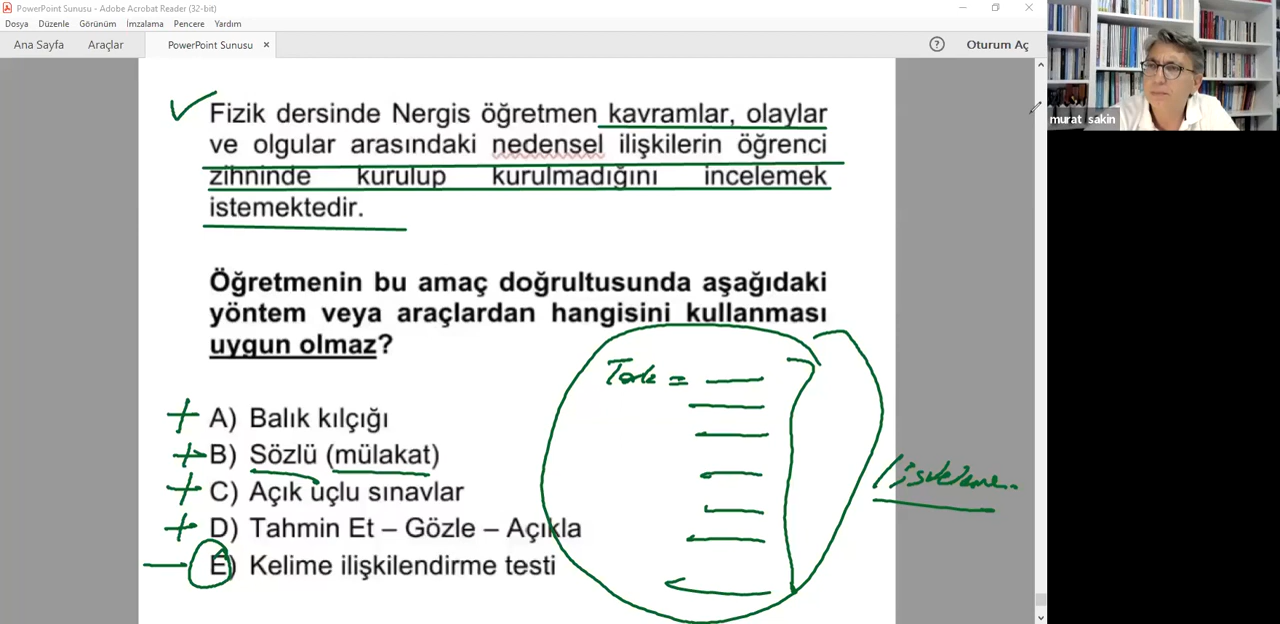 PowerPoint Sunusu - Adobe Acrobat Reader (32-bit)
Dosya Düzenle Görünüm İmzalama Pencere Yardım
Ana Sayfa Araçlar PowerPoint Sunusu × ? Oturum Aç
murat sakin
Fizik dersinde Nergis öğretmen kavramlar, olaylar
ve olgular arasındaki nedensel ilişkilerin öğrenci
zihninde kurulup kurulmadığını incelemek
istemektedir.
Öğretmenin bu amaç doğrultusunda aşağıdaki
yöntem veya araçlardan hangisini kullanması
uygun olmaz?
A) Balık kılçığı
B) Sözlü (mülakat)
C) Açık uçlu sınavlar
D) Tahmin Et – Gözle – Açıkla
E) Kelime ilişkilendirme testi